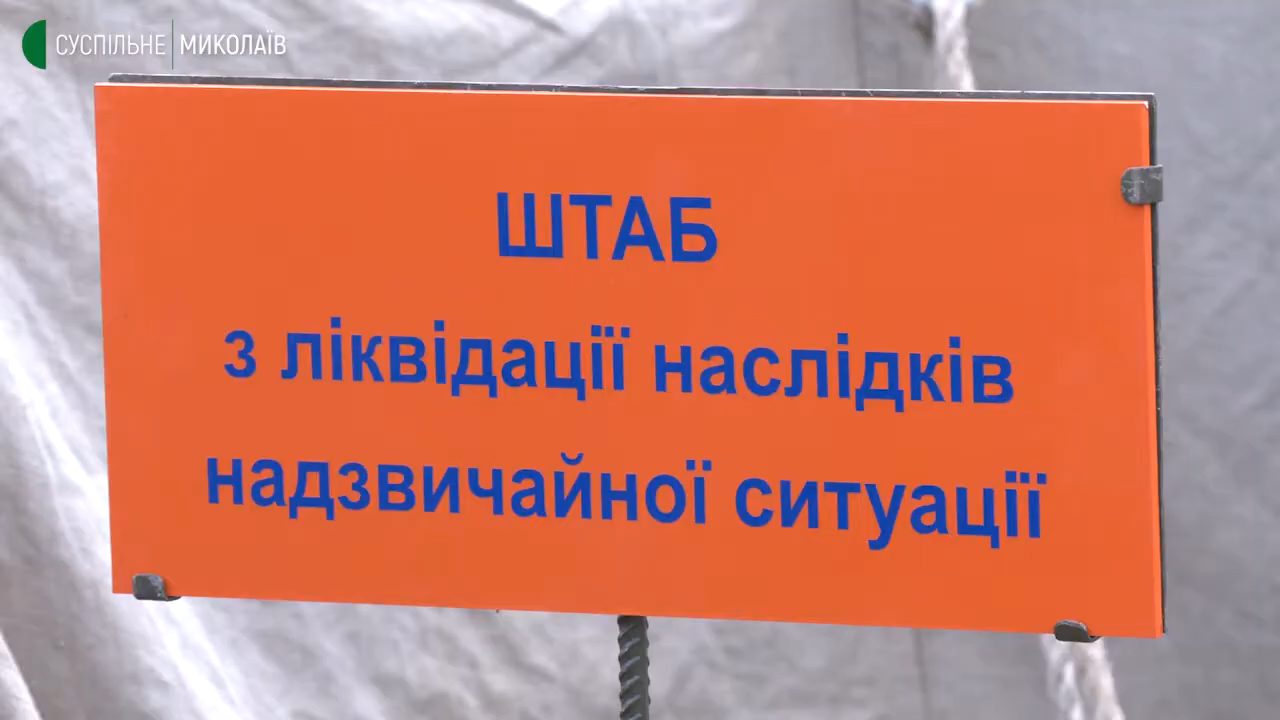 СУСПІЛЬНЕ МИКОЛАЇВ
ШТАБ
з ліквідації наслідків
надзвичайної ситуації